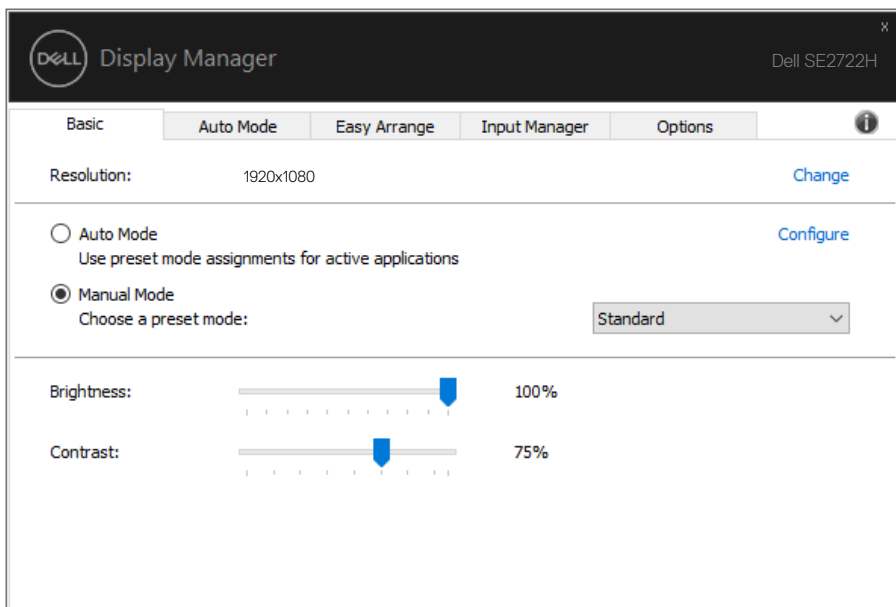 x
DELL Display Manager
Dell SE2722H
Basic Auto Mode Easy Arrange Input Manager Options i
Resolution: 1920x1080 Change
Auto Mode Configure
Use preset mode assignments for active applications
Manual Mode
Choose a preset mode: Standard
Brightness: 100%
Contrast: 75%